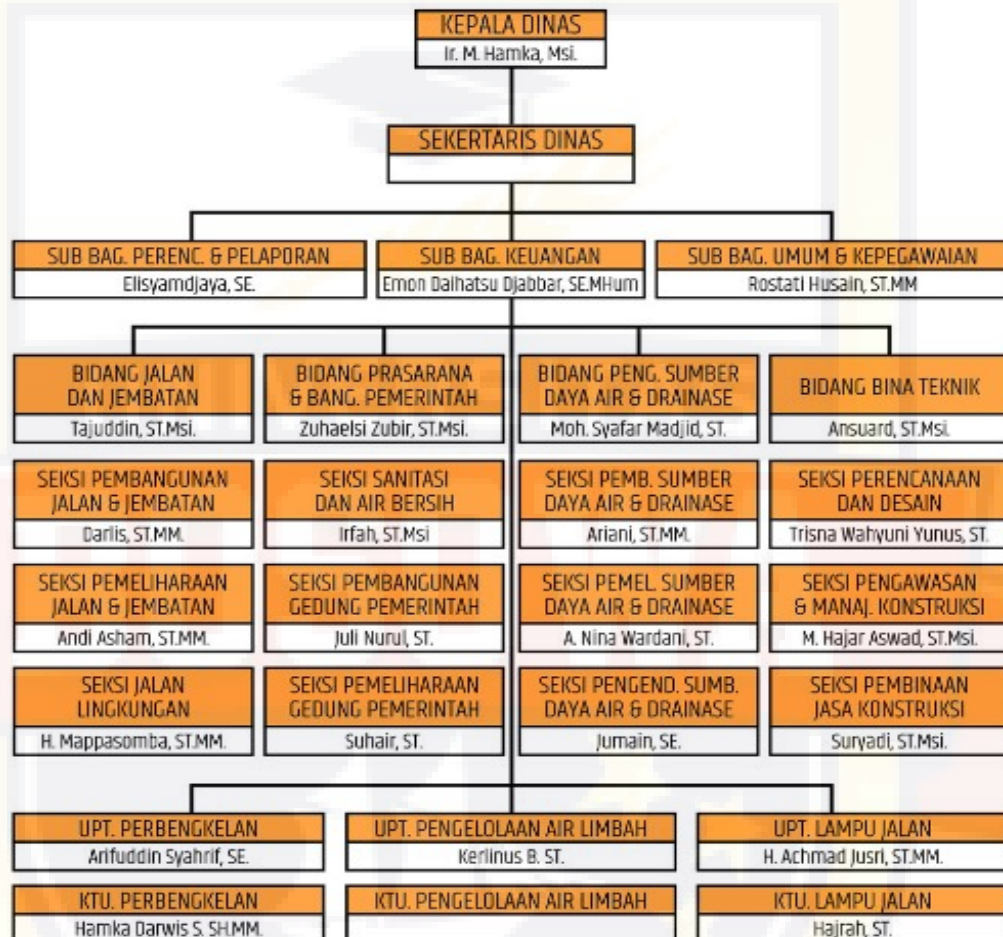 KEPALA DINAS
Ir. M. Hamka, Msi.
SEKERTARIS DINAS
SUB BAG. PERENC. & PELAPORAN
Elisyamdjaya, SE.
SUB BAG. KEUANGAN
Emon Daihatsu Djabbar, SE.MHum
SUB BAG. UMUM & KEPEGAWAIAN
Rostati Husain, ST.MM
BIDANG JALAN
DAN JEMBATAN
Tajuddin, ST.Msi.
BIDANG PRASARANA
& BANG. PEMERINTAH
Zuhaelsi Zubir, ST.Msi.
BIDANG PENG. SUMBER
DAYA AIR & DRAINASE
Moh. Syafar Madjid, ST.
BIDANG BINA TEKNIK
Ansuard, ST.Msi.
SEKSI PEMBANGUNAN
JALAN & JEMBATAN
Darlis, ST.MM.
SEKSI SANITASI
DAN AIR BERSIH
Irfah, ST.Msi
SEKSI PEMB. SUMBER
DAYA AIR & DRAINASE
Ariani, ST.MM.
SEKSI PERENCANAAN
DAN DESAIN
Trisna Wahyuni Yunus, ST.
SEKSI PEMELIHARAAN
JALAN & JEMBATAN
Andi Asham, ST.MM.
SEKSI PEMBANGUNAN
GEDUNG PEMERINTAH
Juli Nurul, ST.
SEKSI PEMEL. SUMBER
DAYA AIR & DRAINASE
A. Nina Wardani, ST.
SEKSI PENGAWASAN
& MANAJ. KONSTRUKSI
M. Hajar Aswad, ST.Msi.
SEKSI JALAN
LINGKUNGAN
H. Mappasomba, ST.MM.
SEKSI PEMELIHARAAN
GEDUNG PEMERINTAH
Suhair, ST.
SEKSI PENGEND. SUMB.
DAYA AIR & DRAINASE
Jumain, SE.
SEKSI PEMBINAAN
JASA KONSTRUKSI
Suryadi, ST.Msi.
UPT. PERBENGKELAN
Arifuddin Syahrif, SE.
UPT. PENGELOLAAN AIR LIMBAH
Kerlinus B. ST.
UPT. LAMPU JALAN
H. Achmad Jusri, ST.MM.
KTU. PERBENGKELAN
Hamka Darwis S. SH.MM.
KTU. PENGELOLAAN AIR LIMBAH
KTU. LAMPU JALAN
Hajrah, ST.